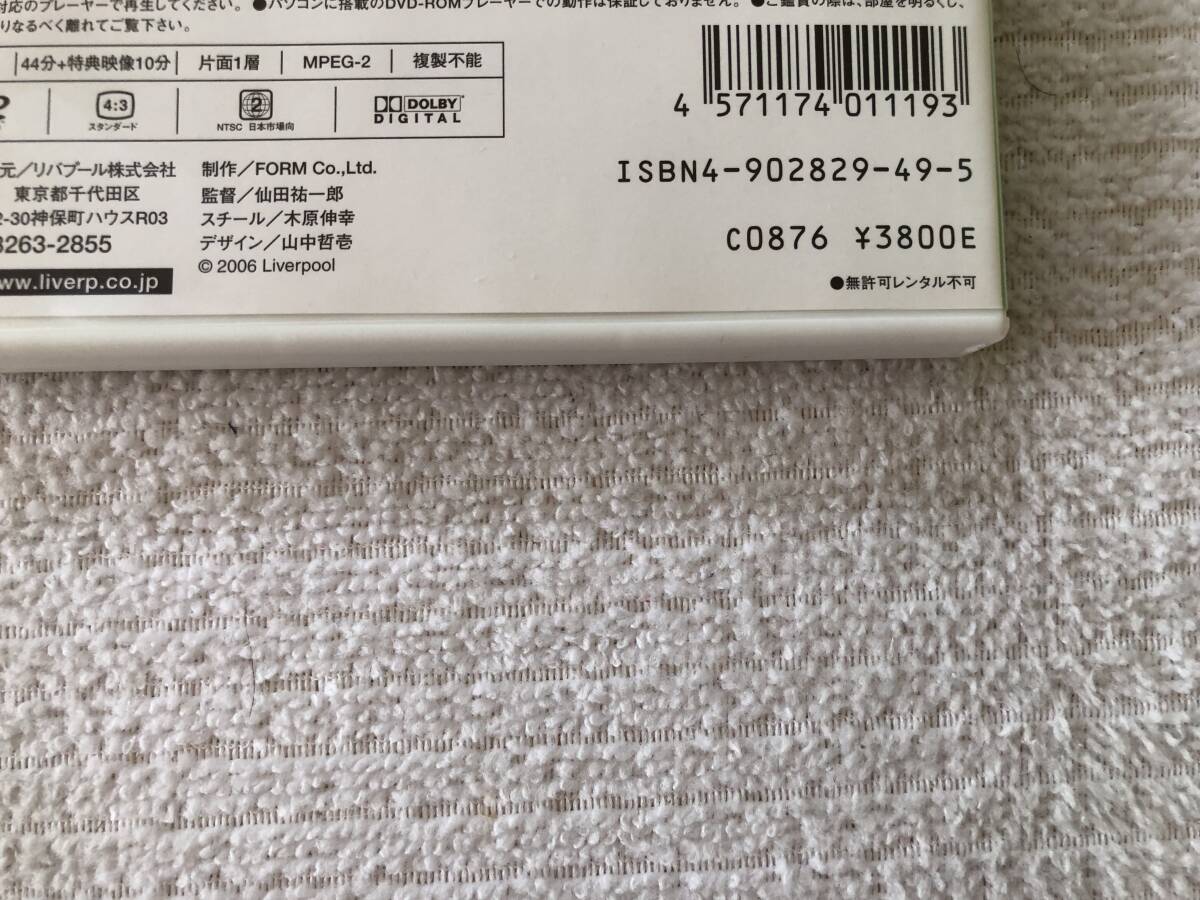 対応のプレーヤーで再生してください。 ●パソコンに搭載のDVD-ROMプレーヤーでの動作は保証しておりません。 ●ご鑑賞の際は、部屋を明るくし、
りなるべく離れてご覧下さい。
44分+特典映像10分 片面1層 MPEG-2 複製不能
4:3 スタンダード
2 NTSC 日本市場向
DOLBY DIGITAL
4 571174 011193
ISBN4-902829-49-5
C0876 ¥3800E
●無許可レンタル不可
元／リバプール株式会社
東京都千代田区
2-30神保町ハウスR03
3263-2855
www.liverp.co.jp
制作／FORM Co.,Ltd.
監督／仙田祐一郎
スチール／木原伸幸
デザイン／山中哲壱
© 2006 Liverpool